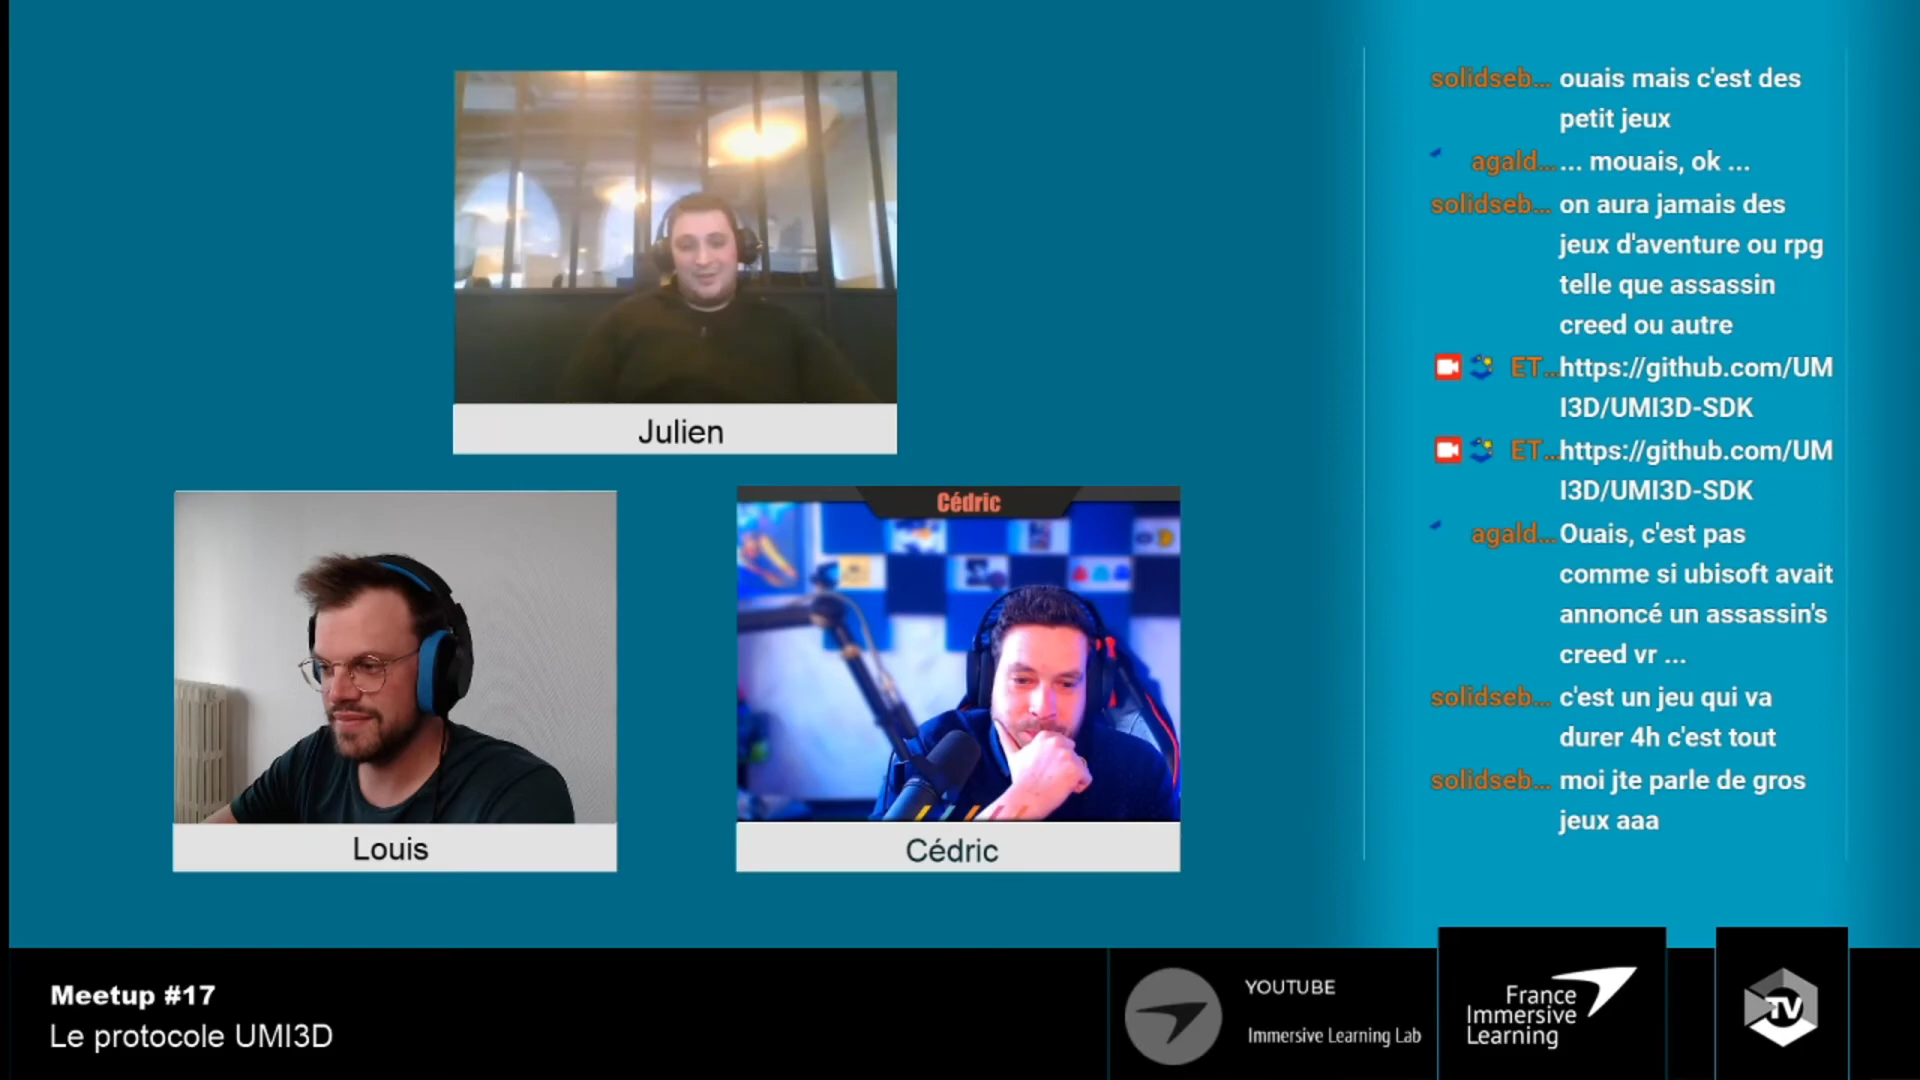 Julien
Cédric
Louis
Cédric
solidseb... ouais mais c'est des
petit jeux
agald... ... mouais, ok ...
solidseb... on aura jamais des
jeux d'aventure ou rpg
telle que assassin
creed ou autre
ET... https://github.com/UM
I3D/UMI3D-SDK
ET... https://github.com/UM
I3D/UMI3D-SDK
agald... Ouais, c'est pas
comme si ubisoft avait
annoncé un assassin's
creed vr ...
solidseb... c'est un jeu qui va
durer 4h c'est tout
solidseb... moi jte parle de gros
jeux aaa
Meetup #17
Le protocole UMI3D
YOUTUBE
Immersive Learning Lab
France
Immersive
Learning
TV